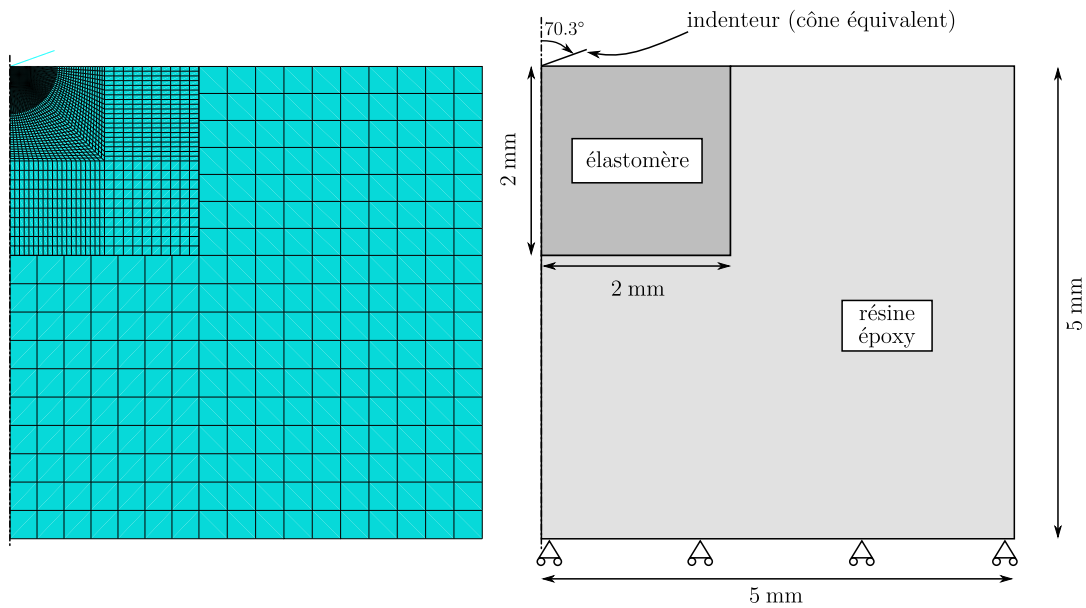 indenteur (cône équivalent)
70.3°
élastomère
2 mm
2 mm
résine
époxy
5 mm
5 mm